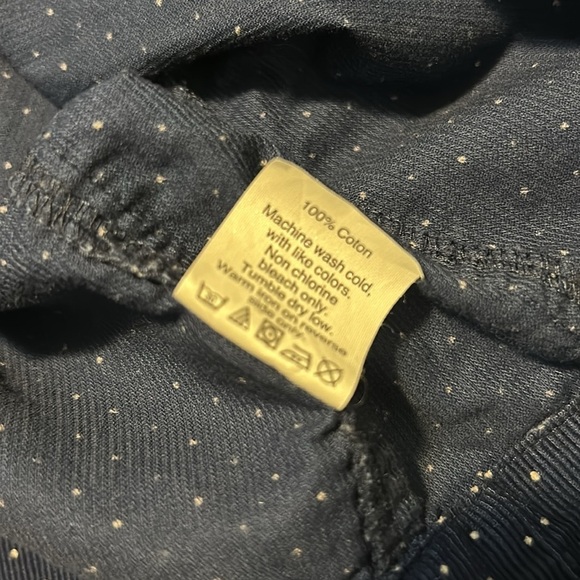 100% Coton
Machine wash cold,
with like colors.
Non chlorine
bleach only.
Tumble dry low.
Warm iron on reverse
side only.